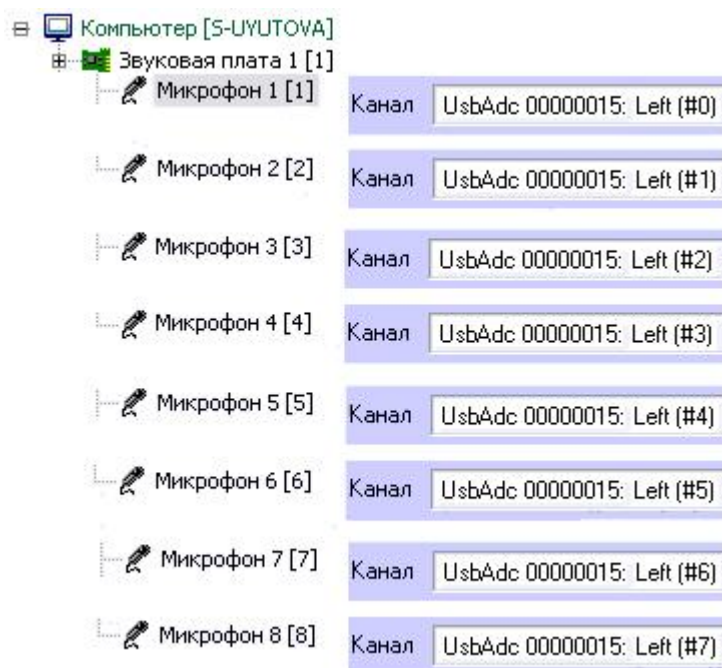 Компьютер [S-UYUTOVA]
Звуковая плата 1 [1]
Микрофон 1 [1] Канал UsbAdc 00000015: Left (#0)
Микрофон 2 [2] Канал UsbAdc 00000015: Left (#1)
Микрофон 3 [3] Канал UsbAdc 00000015: Left (#2)
Микрофон 4 [4] Канал UsbAdc 00000015: Left (#3)
Микрофон 5 [5] Канал UsbAdc 00000015: Left (#4)
Микрофон 6 [6] Канал UsbAdc 00000015: Left (#5)
Микрофон 7 [7] Канал UsbAdc 00000015: Left (#6)
Микрофон 8 [8] Канал UsbAdc 00000015: Left (#7)